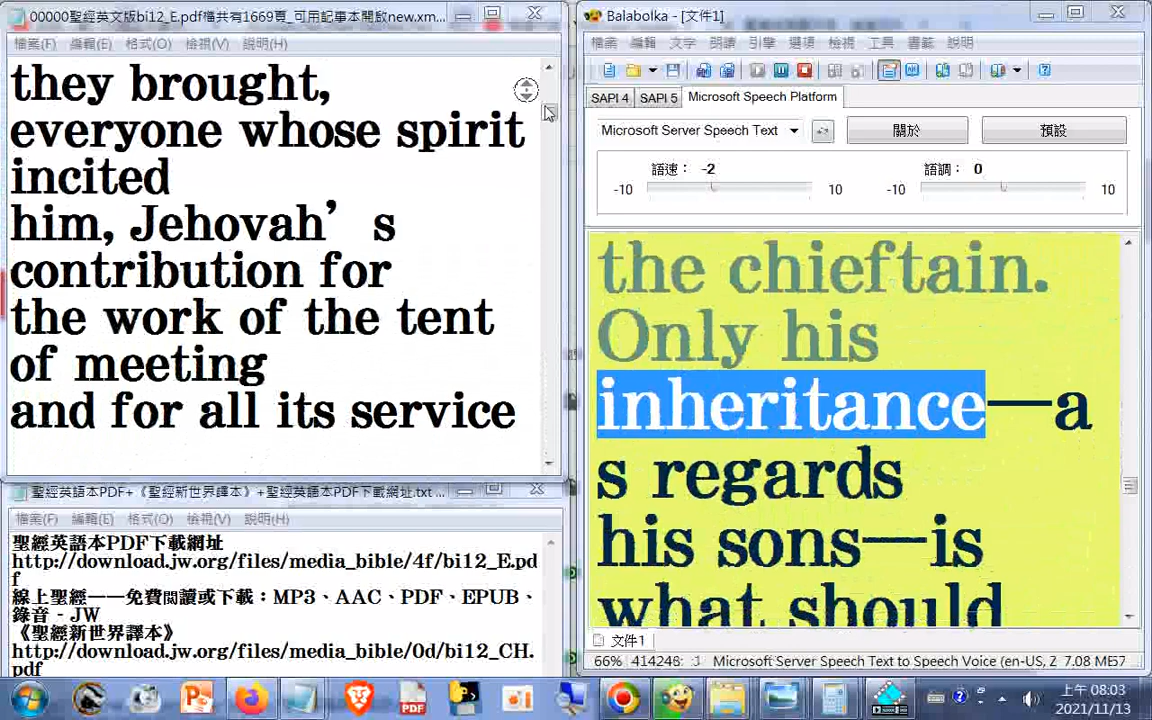 00000聖經英文版bi12_E.pdf檔共有1669頁_可用記事本開啟new.xm...
檔案(F) 編輯(E) 格式(O) 檢視(V) 說明(H)
they brought,
everyone whose spirit
incited
him, Jehovah’s
contribution for
the work of the tent
of meeting
and for all its service
聖經英語本PDF+《聖經新世界譯本》+聖經英語本PDF下載網址.txt ...
檔案(F) 編輯(E) 格式(O) 檢視(V) 說明(H)
聖經英語本PDF下載網址
http://download.jw.org/files/media_bible/4f/bi12_E.pd
f
線上聖經——免費閱讀或下載：MP3、AAC、PDF、EPUB、
錄音 - JW
《聖經新世界譯本》
http://download.jw.org/files/media_bible/0d/bi12_CH.
pdf
Balabolka - [文件1]
檔案 編輯 文字 朗讀 引擎 選項 檢視 工具 書籤 說明
SAPI 4 SAPI 5 Microsoft Speech Platform
Microsoft Server Speech Text 關於 預設
語速： -2 語調： 0
-10 10 -10 10
the chieftain.
Only his
inheritance—a
s regards
his sons—is
what should
文件1
66% 414248: Microsoft Server Speech Text to Speech Voice (en-US, Z 7.08 ME57
PDF
上午 08:03
2021/11/13